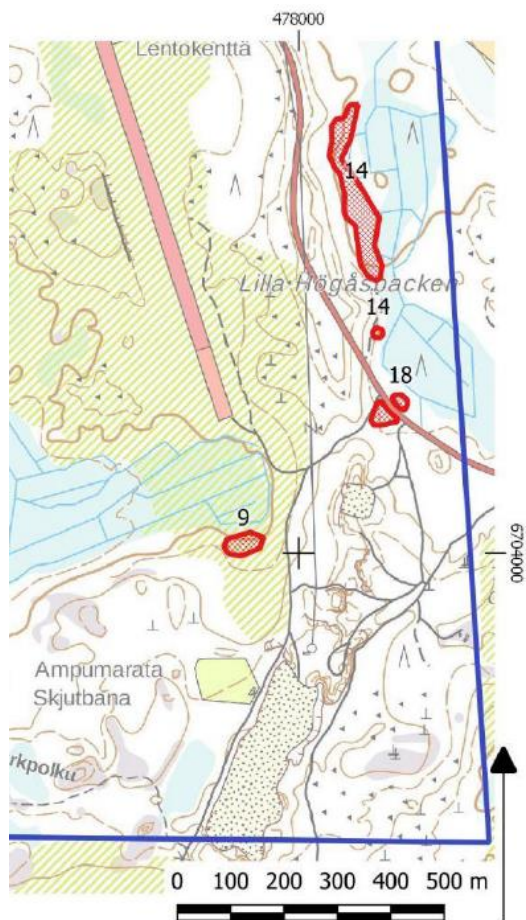 478000
Lentokenttä
14
Lilla Högåsbacken
14
18
9
6704000
Ampumarata
Skjutbana
rkpolku
0 100 200 300 400 500 m